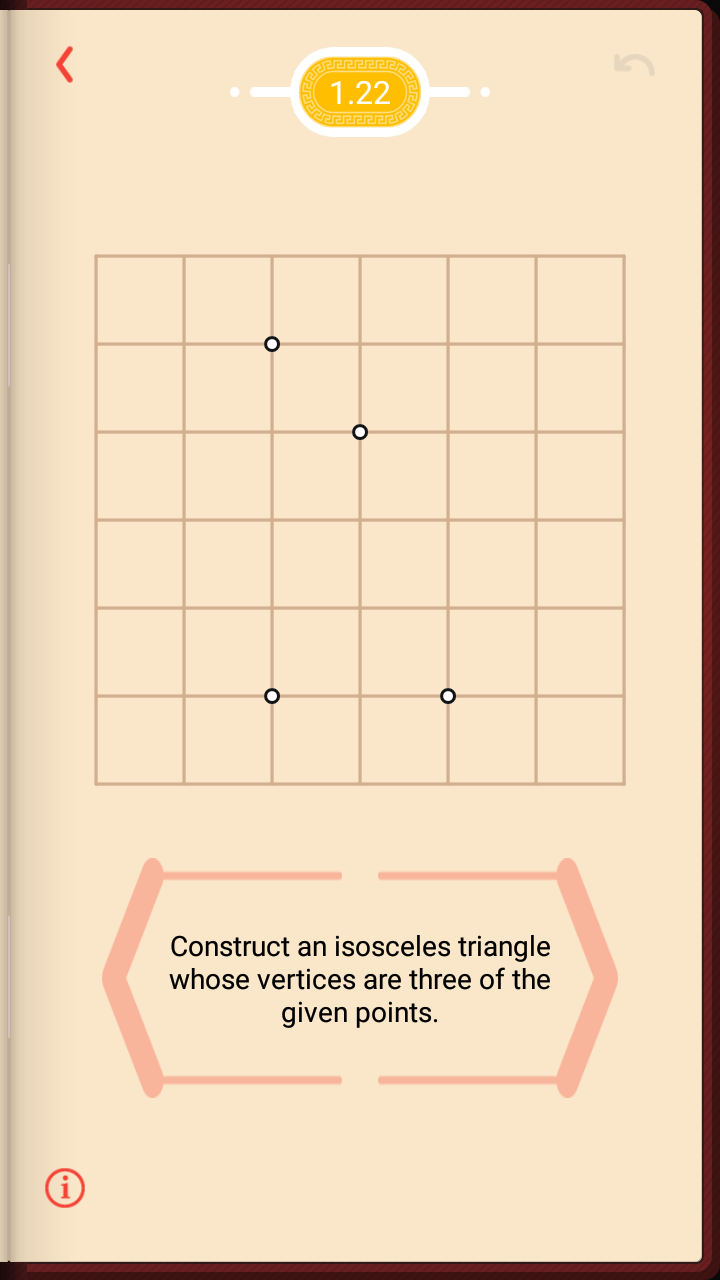 1.22
Construct an isosceles triangle
whose vertices are three of the
given points.
i